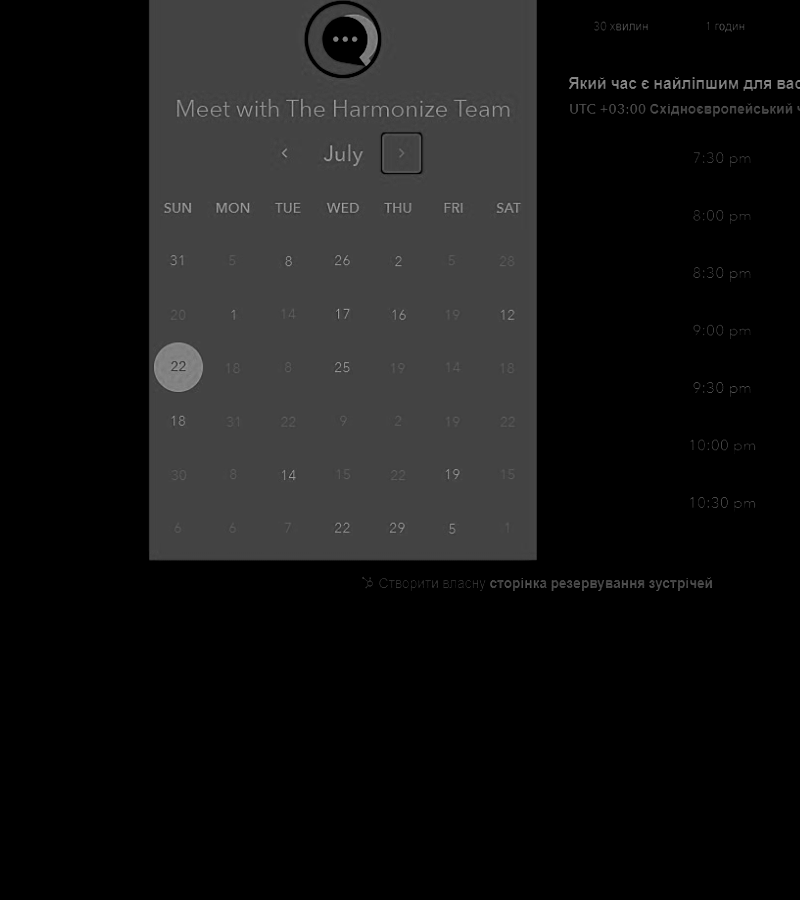 30 хвилин 1 годин
Meet with The Harmonize Team
July
SUN MON TUE WED THU FRI SAT
31 5 8 26 2 5 28
20 1 14 17 16 19 12
22 18 8 25 19 14 18
18 31 22 9 2 19 22
30 8 14 15 22 19 15
6 6 7 22 29 5 1
Який час є найліпшим для вас
UTC +03:00 Східноєвропейський
7:30 pm
8:00 pm
8:30 pm
9:00 pm
9:30 pm
10:00 pm
10:30 pm
Створити власну сторінка резервування зустрічей